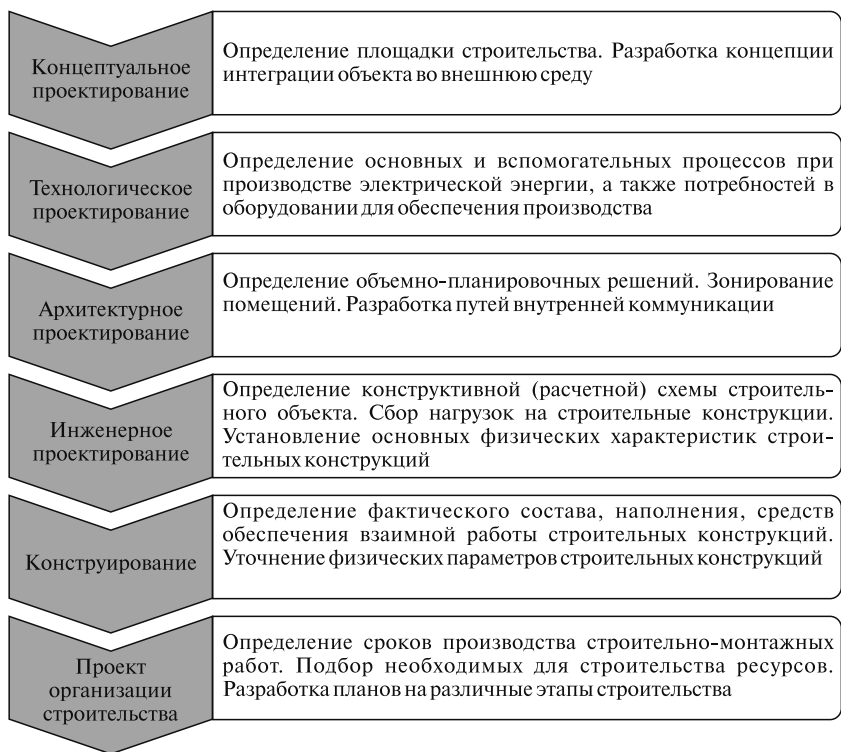 Концептуальное
проектирование
Определение площадки строительства. Разработка концепции
интеграции объекта во внешнюю среду
Технологическое
проектирование
Определение основных и вспомогательных процессов при
производстве электрической энергии, а также потребностей в
оборудовании для обеспечения производства
Архитектурное
проектирование
Определение объемно-планировочных решений. Зонирование
помещений. Разработка путей внутренней коммуникации
Инженерное
проектирование
Определение конструктивной (расчетной) схемы строитель-
ного объекта. Сбор нагрузок на строительные конструкции.
Установление основных физических характеристик строи-
тельных конструкций
Конструирование
Определение фактического состава, наполнения, средств
обеспечения взаимной работы строительных конструкций.
Уточнение физических параметров строительных конструкций
Проект
организации
строительства
Определение сроков производства строительно-монтажных
работ. Подбор необходимых для строительства ресурсов.
Разработка планов на различные этапы строительства